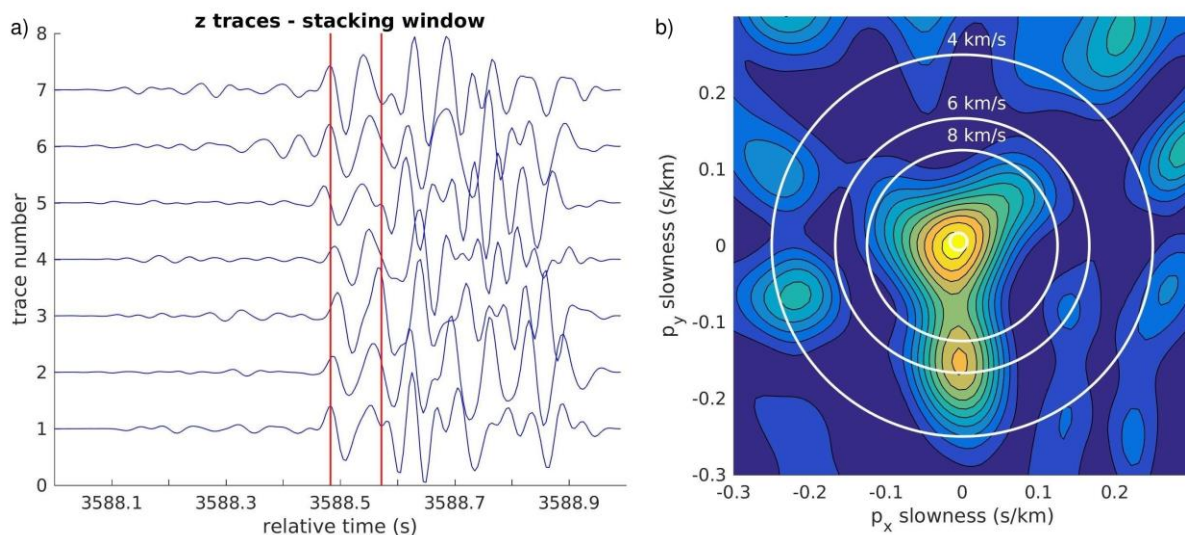 a)
z traces - stacking window
8
7
6
5
4
3
2
1
0
trace number
3588.1
3588.3
3588.5
3588.7
3588.9
relative time (s)
b)
4 km/s
6 km/s
8 km/s
0.2
0.1
0
-0.1
-0.2
-0.3
p_y slowness (s/km)
-0.3
-0.2
-0.1
0
0.1
0.2
p_x slowness (s/km)